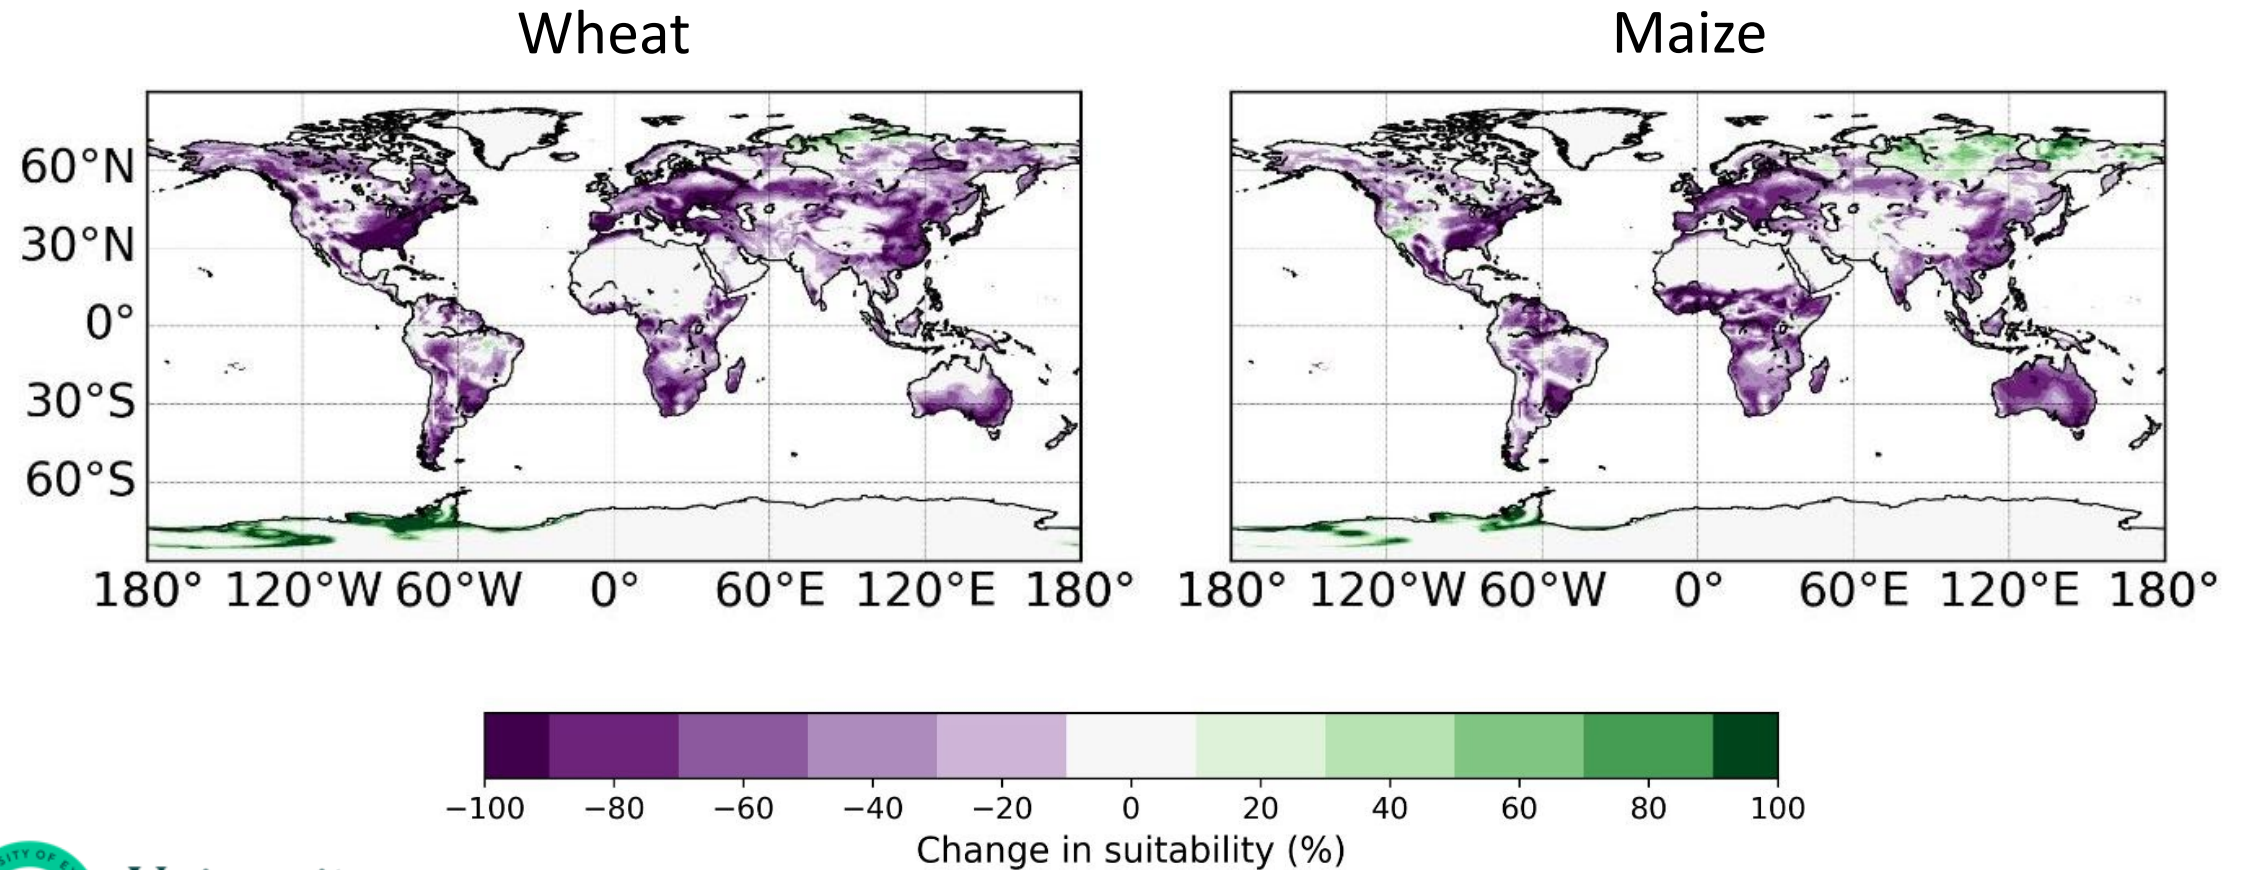 Wheat Maize
60°N
30°N
0°
30°S
60°S
180° 120°W 60°W 0° 60°E 120°E 180° 180° 120°W 60°W 0° 60°E 120°E 180°
−100 −80 −60 −40 −20 0 20 40 60 80 100
Change in suitability (%)